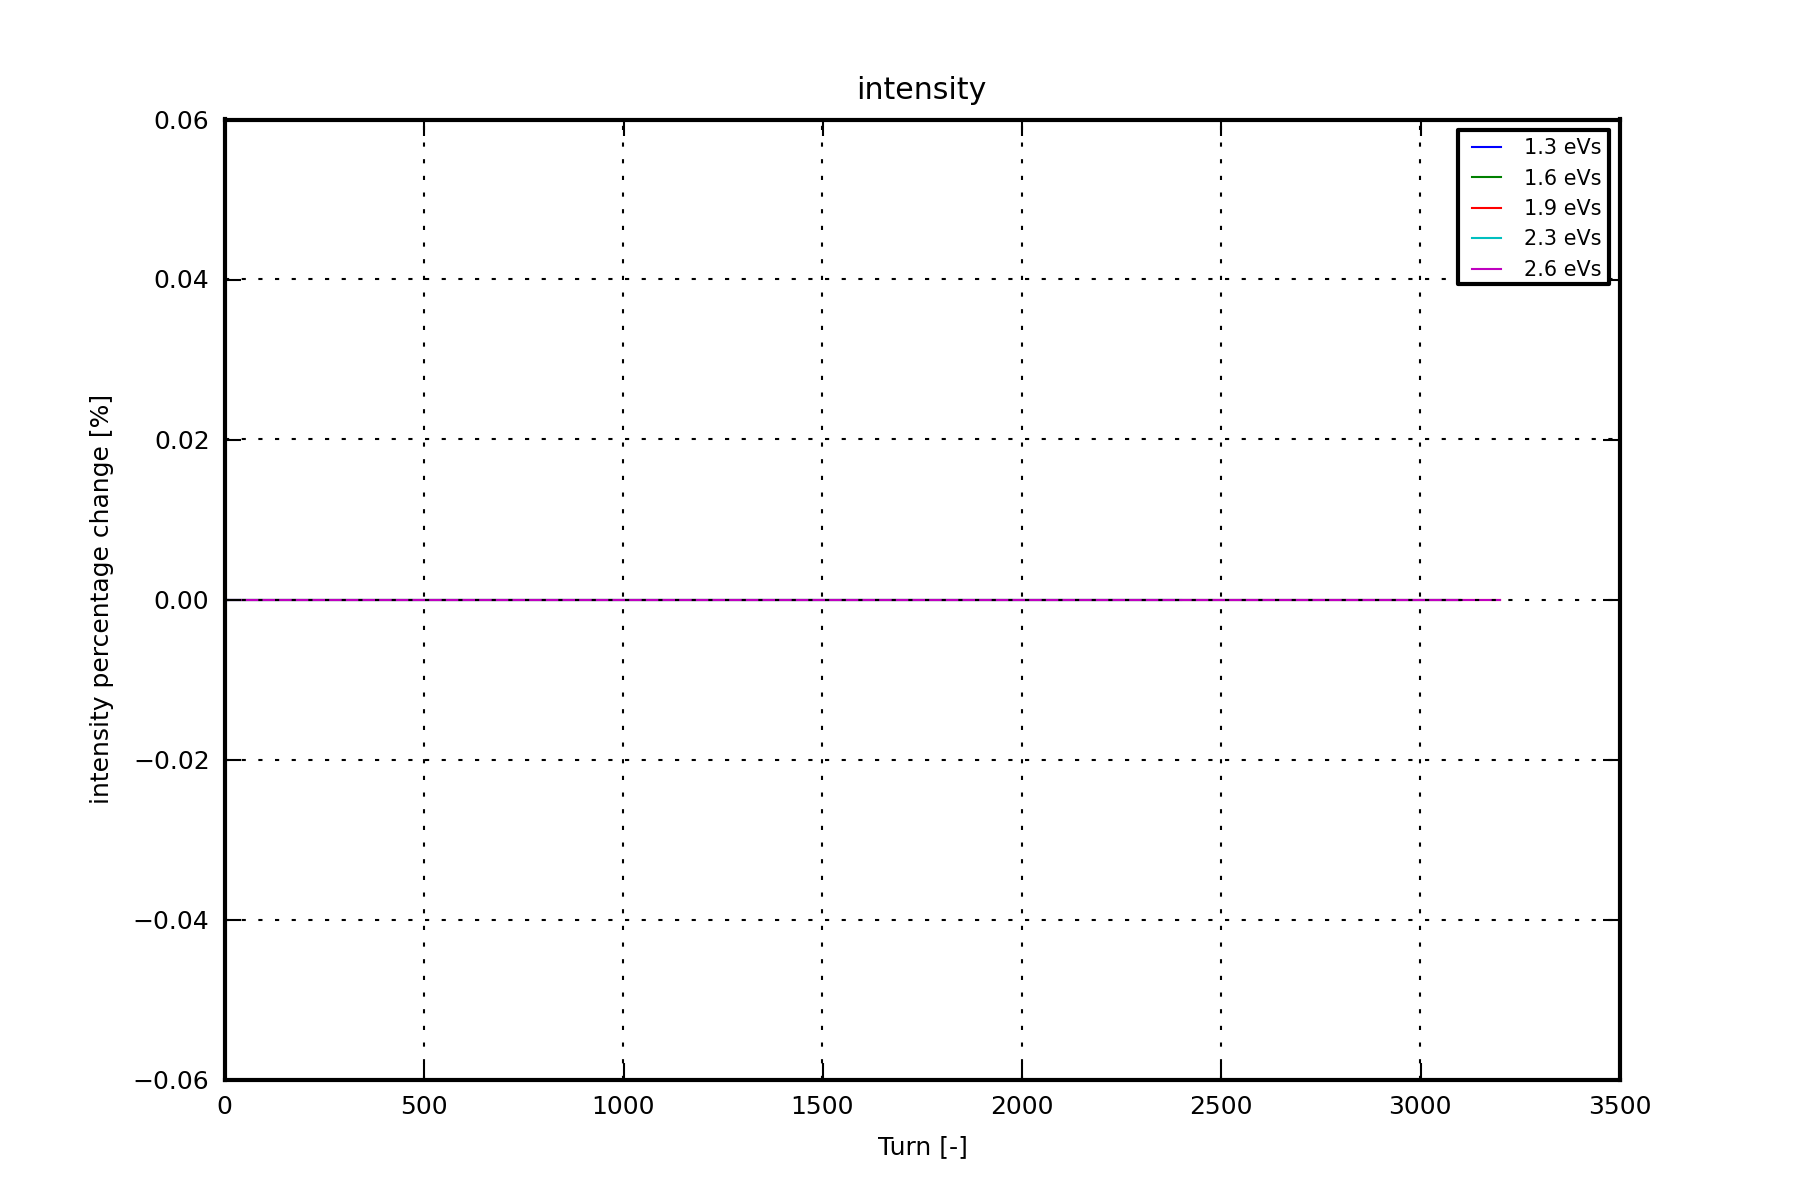 intensity
0.06
0.04
0.02
0.00
−0.02
−0.04
−0.06
intensity percentage change [%]
1.3 eVs
1.6 eVs
1.9 eVs
2.3 eVs
2.6 eVs
0 500 1000 1500 2000 2500 3000 3500
Turn [-]